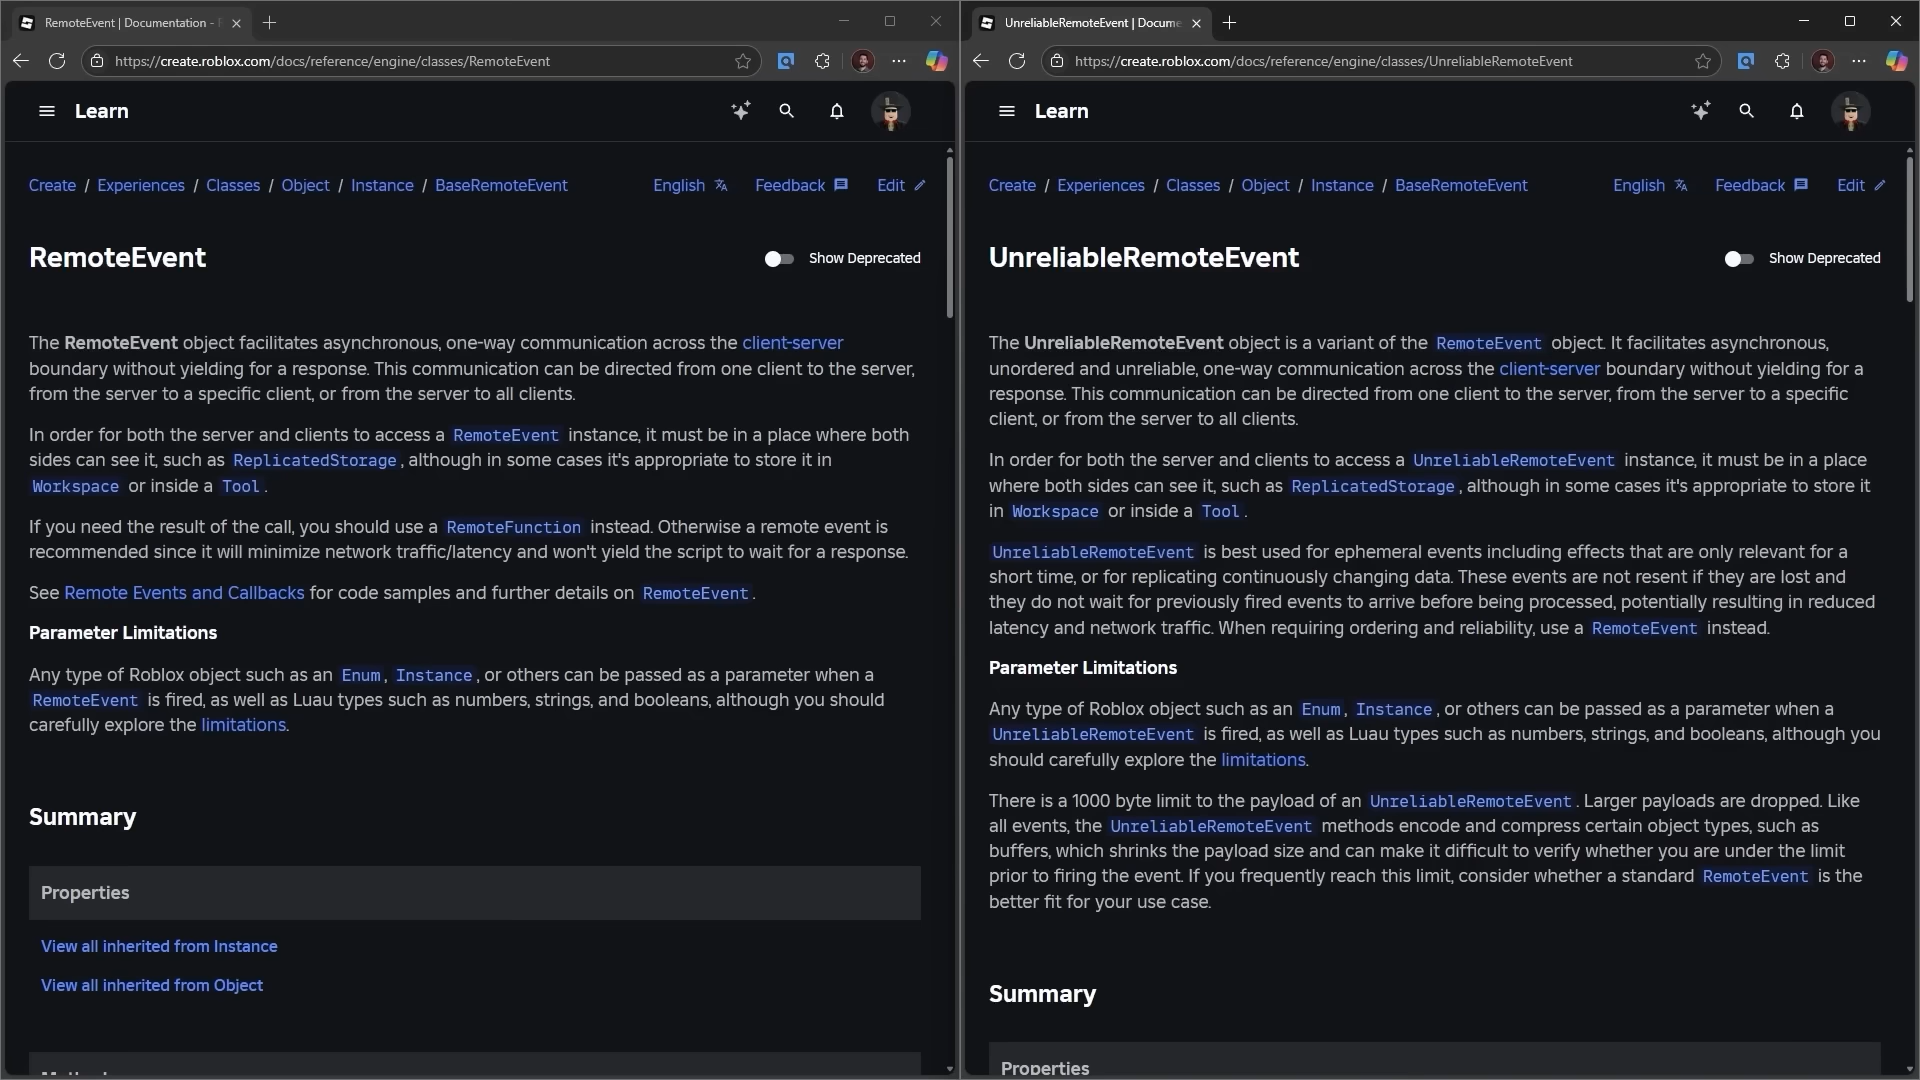 RemoteEvent | Documentation -
https://create.roblox.com/docs/reference/engine/classes/RemoteEvent
Learn
Create / Experiences / Classes / Object / Instance / BaseRemoteEvent
English Feedback Edit
RemoteEvent
Show Deprecated
The RemoteEvent object facilitates asynchronous, one-way communication across the client-server
boundary without yielding for a response. This communication can be directed from one client to the server,
from the server to a specific client, or from the server to all clients.
In order for both the server and clients to access a RemoteEvent instance, it must be in a place where both
sides can see it, such as ReplicatedStorage, although in some cases it's appropriate to store it in
Workspace or inside a Tool.
If you need the result of the call, you should use a RemoteFunction instead. Otherwise a remote event is
recommended since it will minimize network traffic/latency and won't yield the script to wait for a response.
See Remote Events and Callbacks for code samples and further details on RemoteEvent.
Parameter Limitations
Any type of Roblox object such as an Enum, Instance, or others can be passed as a parameter when a
RemoteEvent is fired, as well as Luau types such as numbers, strings, and booleans, although you should
carefully explore the limitations.
Summary
Properties
View all inherited from Instance
View all inherited from Object
UnreliableRemoteEvent | Docume
https://create.roblox.com/docs/reference/engine/classes/UnreliableRemoteEvent
Learn
Create / Experiences / Classes / Object / Instance / BaseRemoteEvent
English Feedback Edit
UnreliableRemoteEvent
Show Deprecated
The UnreliableRemoteEvent object is a variant of the RemoteEvent object. It facilitates asynchronous,
unordered and unreliable, one-way communication across the client-server boundary without yielding for a
response. This communication can be directed from one client to the server, from the server to a specific
client, or from the server to all clients.
In order for both the server and clients to access a UnreliableRemoteEvent instance, it must be in a place
where both sides can see it, such as ReplicatedStorage, although in some cases it's appropriate to store it
in Workspace or inside a Tool.
UnreliableRemoteEvent is best used for ephemeral events including effects that are only relevant for a
short time, or for replicating continuously changing data. These events are not resent if they are lost and
they do not wait for previously fired events to arrive before being processed, potentially resulting in reduced
latency and network traffic. When requiring ordering and reliability, use a RemoteEvent instead.
Parameter Limitations
Any type of Roblox object such as an Enum, Instance, or others can be passed as a parameter when a
UnreliableRemoteEvent is fired, as well as Luau types such as numbers, strings, and booleans, although you
should carefully explore the limitations.
There is a 1000 byte limit to the payload of an UnreliableRemoteEvent. Larger payloads are dropped. Like
all events, the UnreliableRemoteEvent methods encode and compress certain object types, such as
buffers, which shrinks the payload size and can make it difficult to verify whether you are under the limit
prior to firing the event. If you frequently reach this limit, consider whether a standard RemoteEvent is the
better fit for your use case.
Summary
Properties